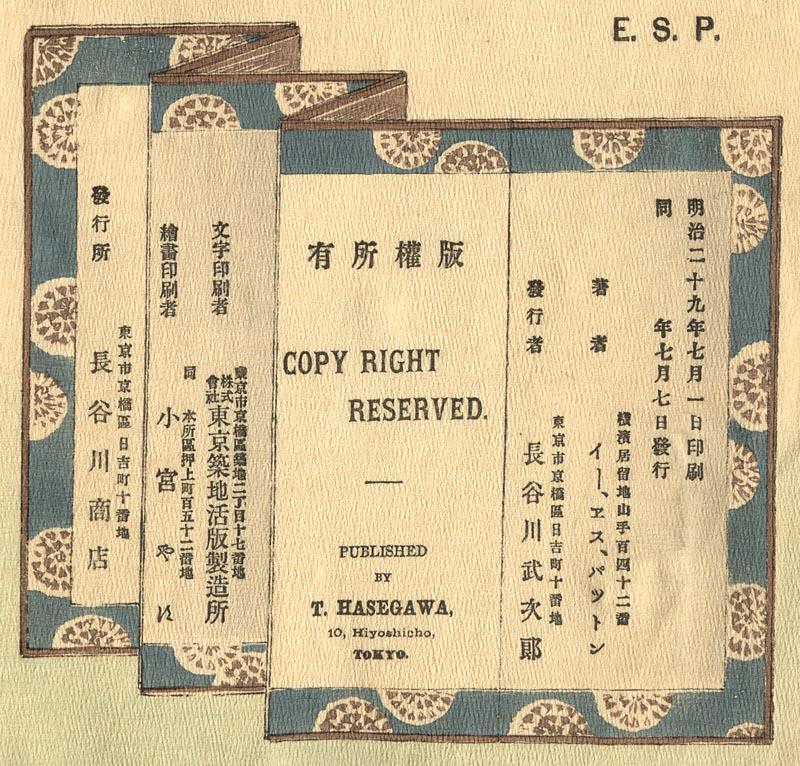 E. S. P.
明治二十九年七月一日印刷
同 年七月七日發行
横濱居留地山手百四十二番
著者 イー、エス、パツトン
東京市京橋區日吉町十番地
發行者 長谷川武次郎
版權所有
COPY RIGHT
RESERVED.
PUBLISHED
BY
T. HASEGAWA,
10, Hiyoshicho,
TOKYO.
東京市京橋區築地二丁目十七番地
文字印刷者 株式會社東京築地活版製造所
同 本所區押上町百五十二番地
繪畫印刷者 小宮やす
東京市京橋區日吉町十番地
發行所 長谷川商店